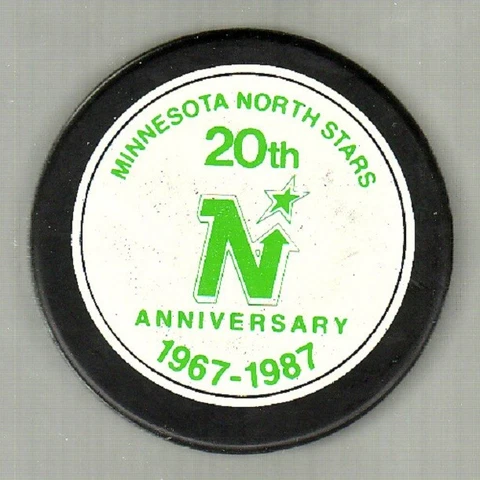 MINNESOTA NORTH STARS
20th
N
ANNIVERSARY
1967-1987